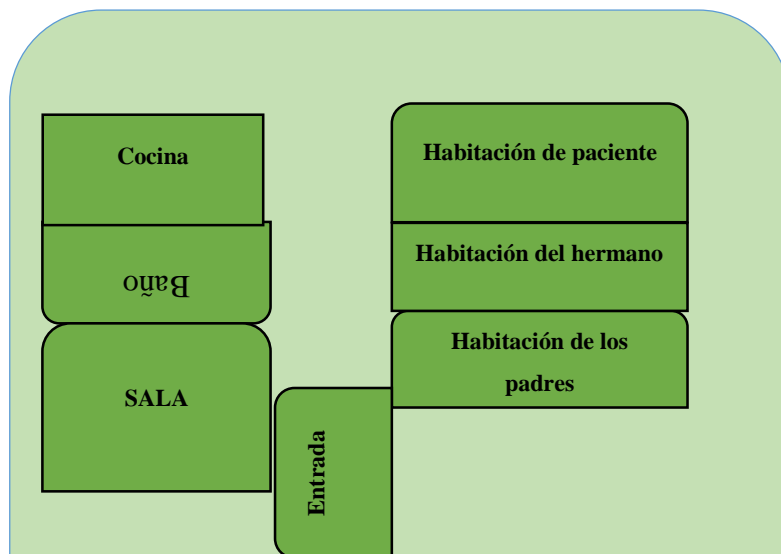 Cocina
Habitación de paciente
Baño
Habitación del hermano
SALA
Habitación de los
padres
Entrada